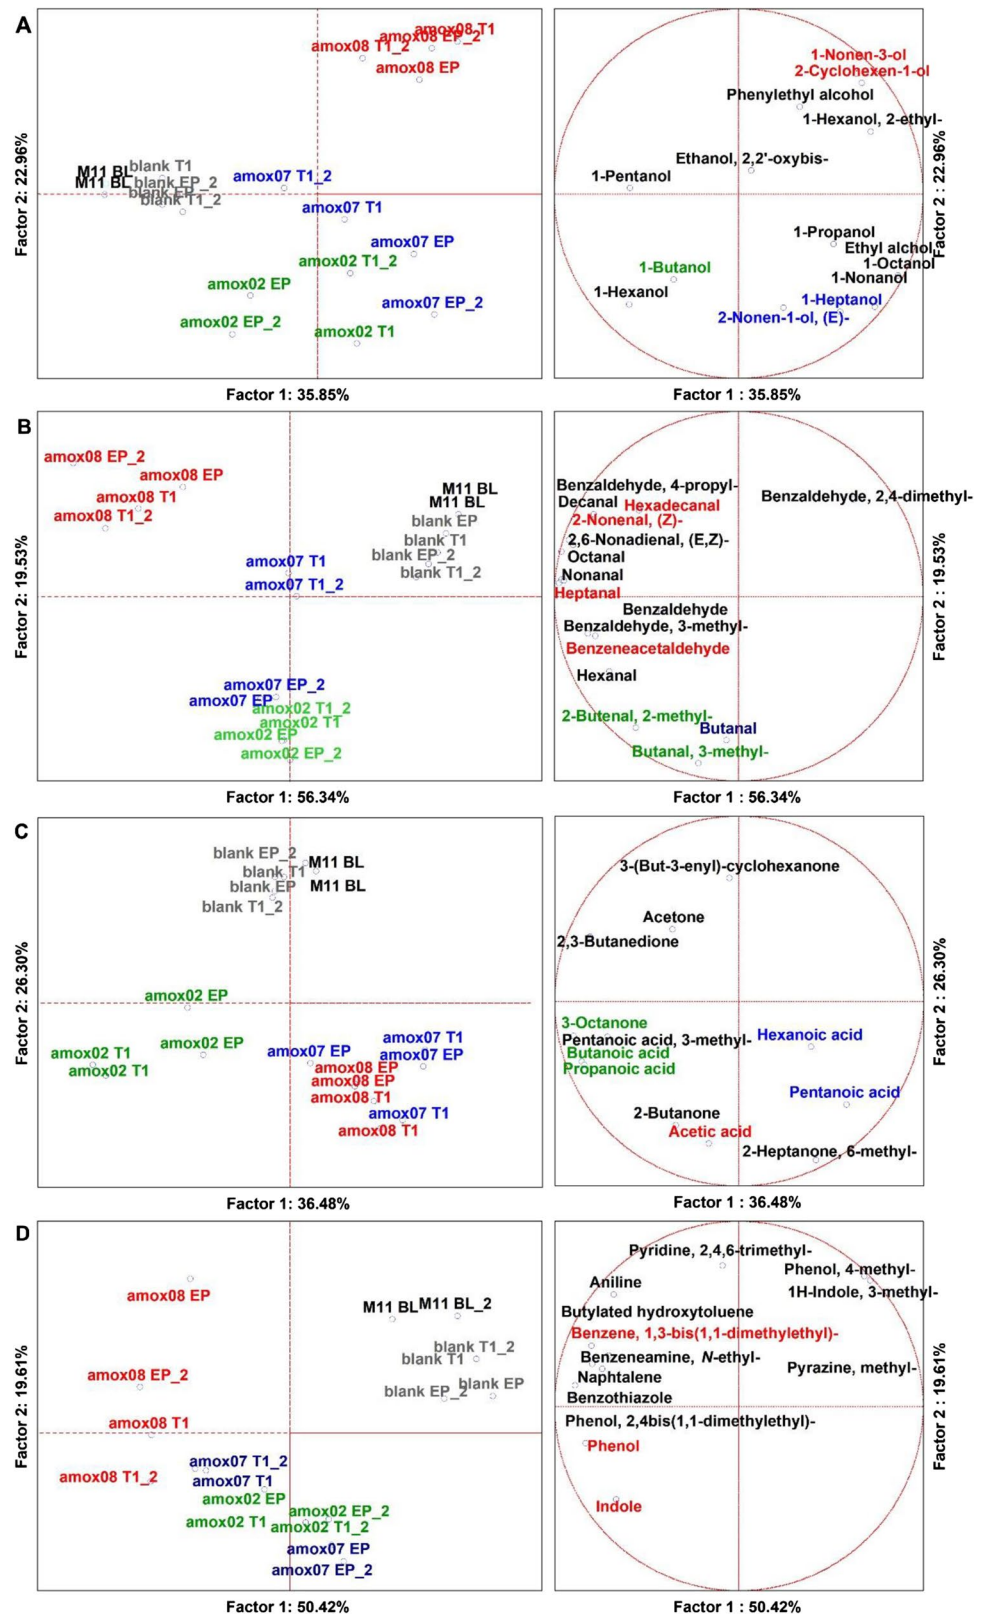 A
amox08 T1
amox08 EP_2
amox08 T1_2
amox08 EP
M11 BL
M11 BL
blank T1
blank EP_2
blank EP
blank T1_2
amox07 T1_2
amox07 T1
amox07 EP
amox02 T1_2
amox02 EP
amox07 EP_2
amox02 EP_2
amox02 T1
Factor 2: 22.96%
Factor 1: 35.85%
1-Nonen-3-ol
2-Cyclohexen-1-ol
Phenylethyl alcohol
1-Hexanol, 2-ethyl-
Ethanol, 2,2'-oxybis-
1-Pentanol
1-Propanol
Ethyl alchol
1-Octanol
1-Butanol
1-Nonanol
1-Hexanol
1-Heptanol
2-Nonen-1-ol, (E)-
Factor 2 : 22.96%
Factor 1 : 35.85%
B
amox08 EP_2
amox08 EP
amox08 T1
amox08 T1_2
M11 BL
M11 BL
blank EP
blank T1
blank EP_2
blank T1_2
amox07 T1
amox07 T1_2
amox07 EP_2
amox07 EP
amox02 T1_2
amox02 T1
amox02 EP
amox02 EP_2
Factor 2: 19.53%
Factor 1: 56.34%
Benzaldehyde, 4-propyl-
Benzaldehyde, 2,4-dimethyl-
Decanal
Hexadecanal
2-Nonenal, (Z)-
2,6-Nonadienal, (E,Z)-
Octanal
Nonanal
Heptanal
Benzaldehyde
Benzaldehyde, 3-methyl-
Benzeneacetaldehyde
Hexanal
2-Butenal, 2-methyl-
Butanal
Butanal, 3-methyl-
Factor 2 : 19.53%
Factor 1 : 56.34%
C
blank EP_2
M11 BL
blank T1
blank EP
M11 BL
blank T1_2
amox02 EP
amox02 EP
amox07 T1
amox02 T1
amox07 EP
amox07 EP
amox02 T1
amox08 EP
amox08 EP
amox08 T1
amox07 T1
amox08 T1
Factor 2: 26.30%
Factor 1: 36.48%
3-(But-3-enyl)-cyclohexanone
Acetone
2,3-Butanedione
3-Octanone
Hexanoic acid
Pentanoic acid, 3-methyl-
Butanoic acid
Propanoic acid
Pentanoic acid
2-Butanone
Acetic acid
2-Heptanone, 6-methyl-
Factor 2 : 26.30%
Factor 1 : 36.48%
D
amox08 EP
M11 BL
M11 BL_2
blank T1_2
blank T1
amox08 EP_2
blank EP
blank EP_2
amox08 T1
amox07 T1_2
amox08 T1_2
amox07 T1
amox02 EP
amox02 EP_2
amox02 T1
amox02 T1_2
amox07 EP
amox07 EP_2
Factor 2: 19.61%
Factor 1: 50.42%
Pyridine, 2,4,6-trimethyl-
Phenol, 4-methyl-
Aniline
1H-Indole, 3-methyl-
Butylated hydroxytoluene
Benzene, 1,3-bis(1,1-dimethylethyl)-
Benzeneamine, N-ethyl-
Pyrazine, methyl-
Naphtalene
Benzothiazole
Phenol, 2,4bis(1,1-dimethylethyl)-
Phenol
Indole
Factor 2 : 19.61%
Factor 1 : 50.42%